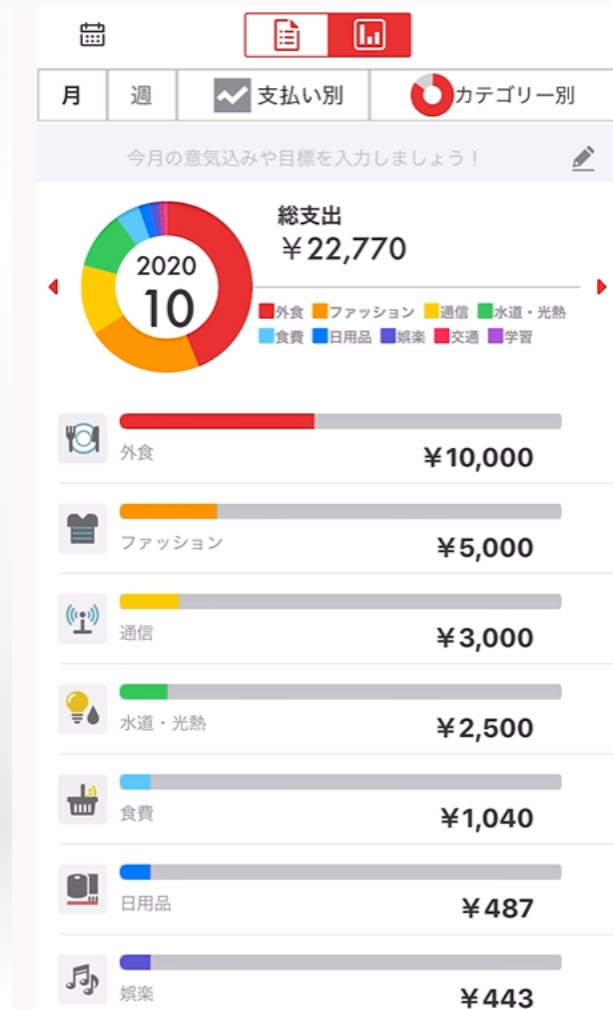 月 週 支払い別 カテゴリー別
今月の意気込みや目標を入力しましょう！
総支出
¥22,770
2020
10
外食 ファッション 通信 水道・光熱
食費 日用品 娯楽 交通 学習
外食 ¥10,000
ファッション ¥5,000
通信 ¥3,000
水道・光熱 ¥2,500
食費 ¥1,040
日用品 ¥487
娯楽 ¥443